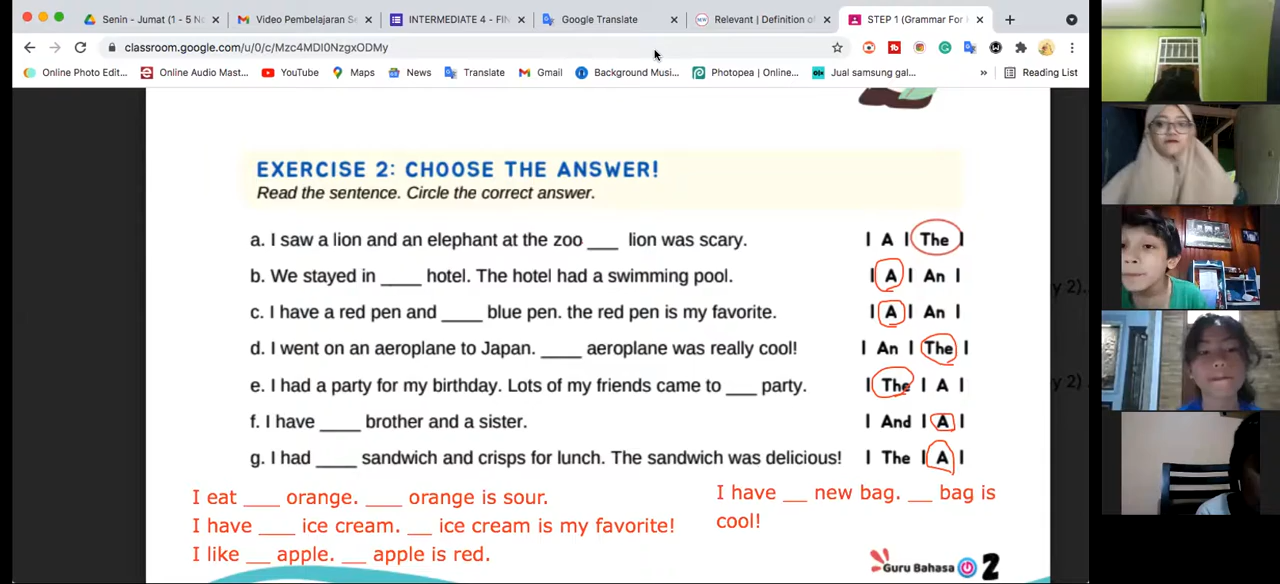 Senin - Jumat (1 - 5 N
Video Pembelajaran Se
INTERMEDIATE 4 - FIN
Google Translate
Relevant | Definition of
STEP 1 (Grammar For
classroom.google.com/u/0/c/Mzc4MDI0NzgxODMy
Online Photo Edit...
Online Audio Mast...
YouTube
Maps
News
Translate
Gmail
Background Musi...
Photopea | Online...
Jual samsung gal...
»
Reading List
EXERCISE 2: CHOOSE THE ANSWER!
Read the sentence. Circle the correct answer.
a. I saw a lion and an elephant at the zoo ___ lion was scary. | A | The |
b. We stayed in ____ hotel. The hotel had a swimming pool. | A | An |
c. I have a red pen and ____ blue pen. the red pen is my favorite. | A | An |
d. I went on an aeroplane to Japan. ____ aeroplane was really cool! | An | The |
e. I had a party for my birthday. Lots of my friends came to ___ party. | The | A |
f. I have ____ brother and a sister. | And | A |
g. I had ____ sandwich and crisps for lunch. The sandwich was delicious! | The | A |
I eat ___ orange. ___ orange is sour.
I have ___ ice cream. __ ice cream is my favorite!
I like __ apple. __ apple is red.
I have __ new bag. __ bag is
cool!
y 2).
y 2)
Guru Bahasa 2